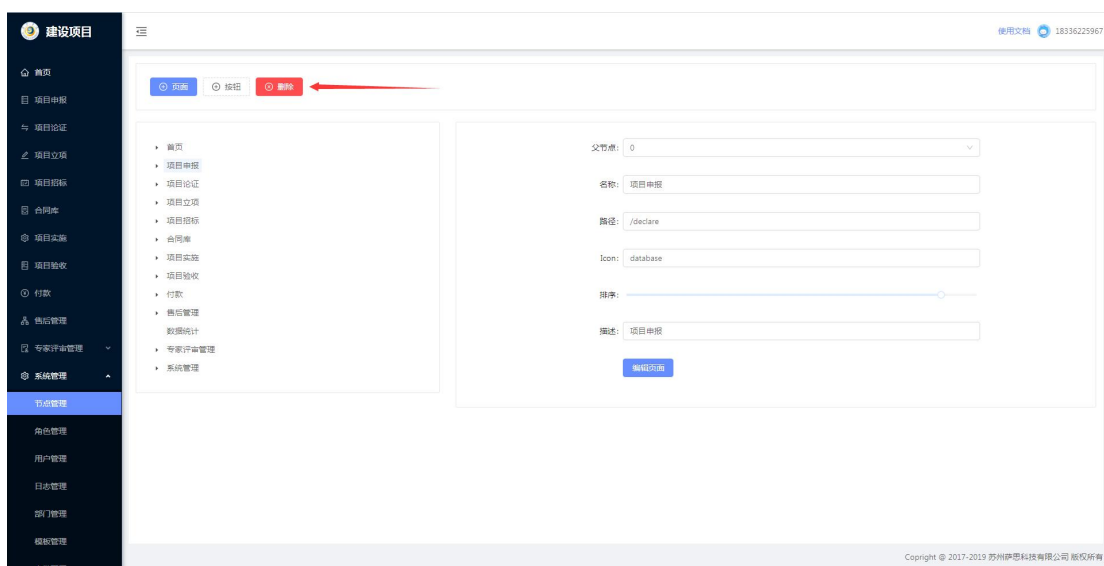 建设项目
使用文档
18336225967
首页
项目申报
项目论证
项目立项
项目招标
合同库
项目实施
项目验收
付款
售后管理
专家评审管理
系统管理
节点管理
角色管理
用户管理
日志管理
部门管理
模板管理
页面 按钮 删除
首页
项目申报
项目论证
项目立项
项目招标
合同库
项目实施
项目验收
付款
售后管理
数据统计
专家评审管理
系统管理
父节点: 0
名称: 项目申报
路径: /declare
Icon: database
排序:
描述: 项目申报
编辑页面
Copright @ 2017-2019 苏州萨思科技有限公司 版权所有